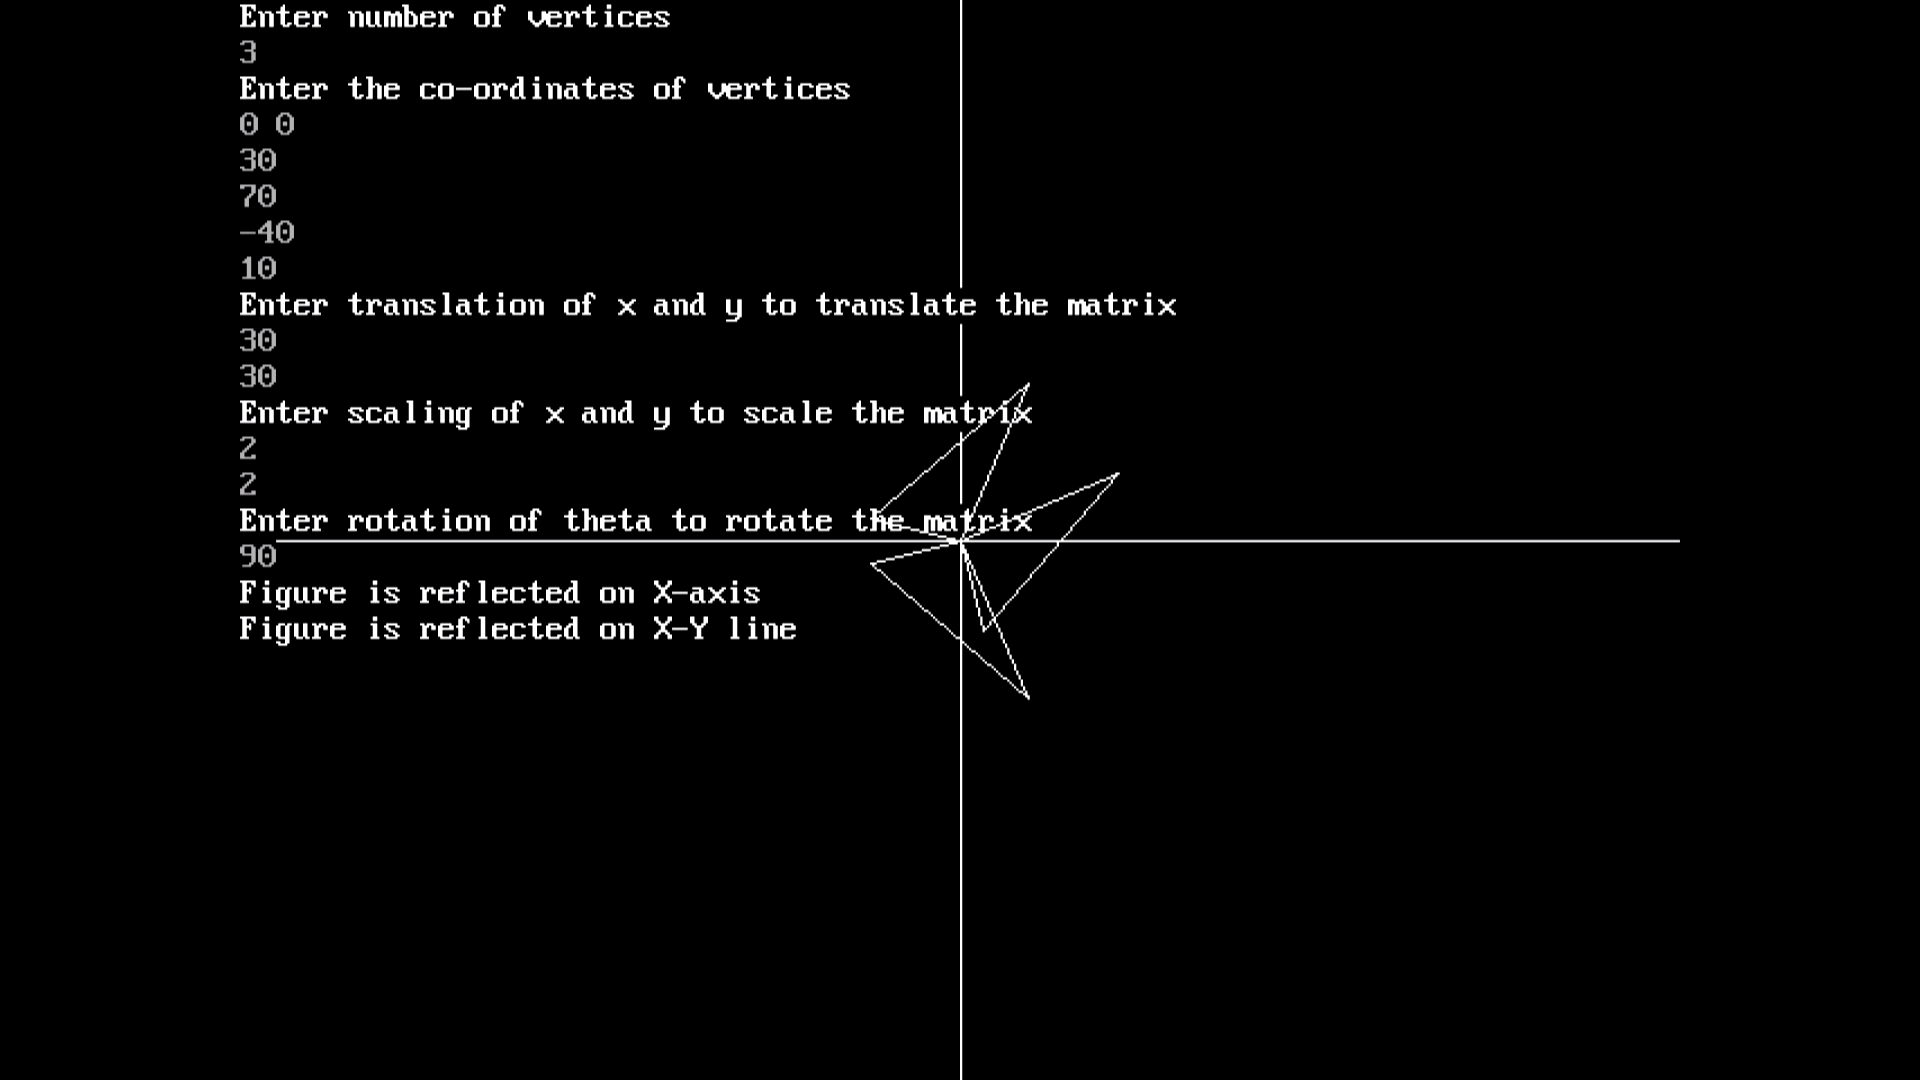 Enter number of vertices
3
Enter the co-ordinates of vertices
0 0
30
70
-40
10
Enter translation of x and y to translate the matrix
30
30
Enter scaling of x and y to scale the matrix
2
2
Enter rotation of theta to rotate the matrix
90
Figure is reflected on X-axis
Figure is reflected on X-Y line